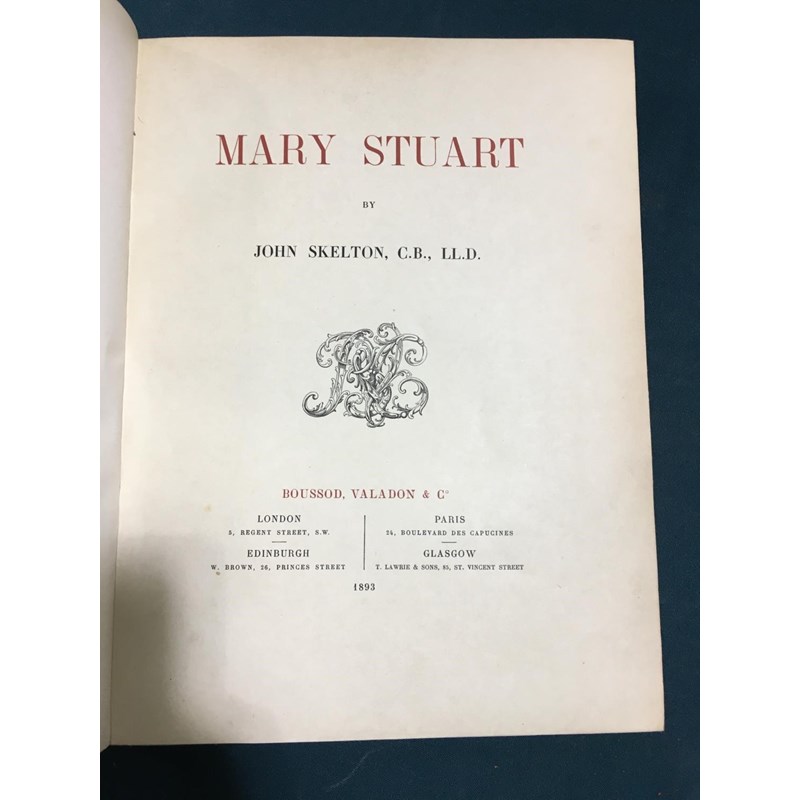 MARY STUART
BY
JOHN SKELTON, C.B., LL.D.
BOUSSOD, VALADON & Cº
LONDON
5, REGENT STREET, S.W.
EDINBURGH
W. BROWN, 26, PRINCES STREET
PARIS
24, BOULEVARD DES CAPUCINES
GLASGOW
T. LAWRIE & SONS, 85, ST. VINCENT STREET
1893